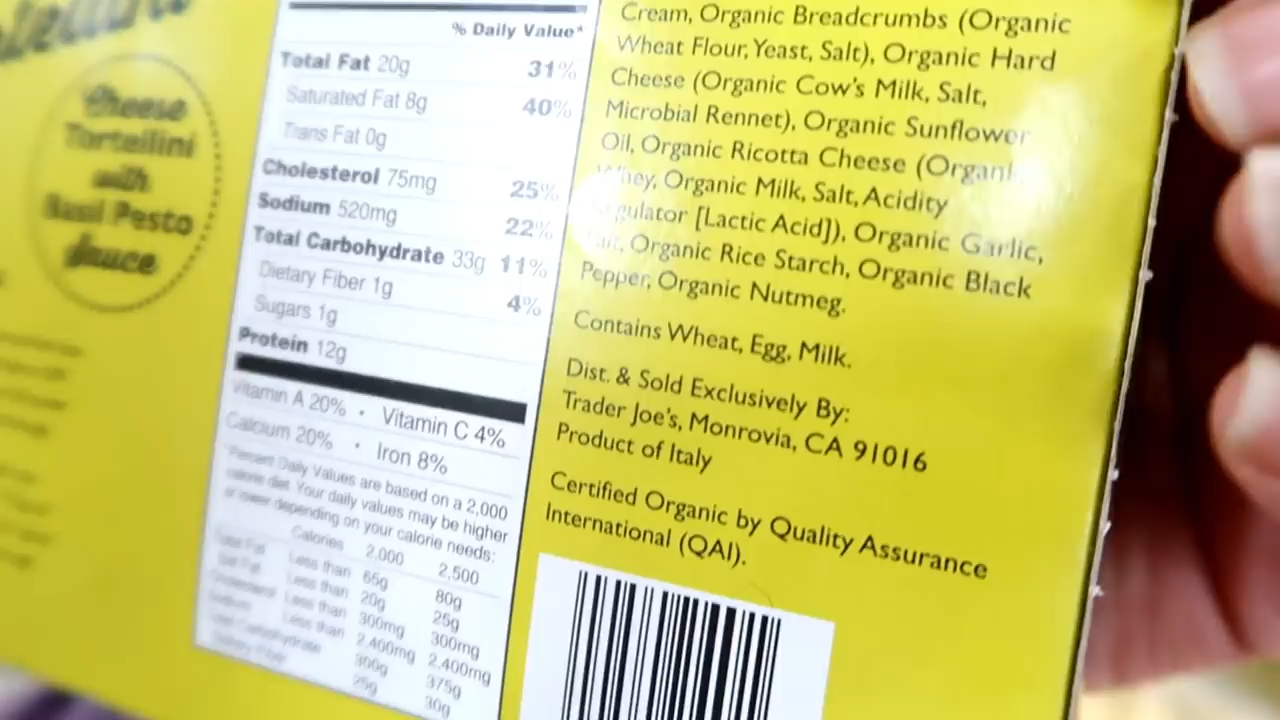 Cheese
Tortellini
with
Basil Pesto
Sauce
% Daily Value*
Total Fat 20g 31%
Saturated Fat 8g 40%
Trans Fat 0g
Cholesterol 75mg 25%
Sodium 520mg 22%
Total Carbohydrate 33g 11%
Dietary Fiber 1g 4%
Sugars 1g
Protein 12g
Vitamin A 20% • Vitamin C 4%
Calcium 20% • Iron 8%
*Percent Daily Values are based on a 2,000
calorie diet. Your daily values may be higher
or lower depending on your calorie needs:
Calories 2,000 2,500
Total Fat Less than 65g 80g
Sat Fat Less than 20g 25g
Cholesterol Less than 300mg 300mg
Sodium Less than 2,400mg 2,400mg
Total Carbohydrate 300g 375g
Dietary Fiber 25g 30g
Cream, Organic Breadcrumbs (Organic
Wheat Flour, Yeast, Salt), Organic Hard
Cheese (Organic Cow's Milk, Salt,
Microbial Rennet), Organic Sunflower
Oil, Organic Ricotta Cheese (Organic
Whey, Organic Milk, Salt, Acidity
Regulator [Lactic Acid]), Organic Garlic,
Salt, Organic Rice Starch, Organic Black
Pepper, Organic Nutmeg.
Contains Wheat, Egg, Milk.
Dist. & Sold Exclusively By:
Trader Joe's, Monrovia, CA 91016
Product of Italy
Certified Organic by Quality Assurance
International (QAI).